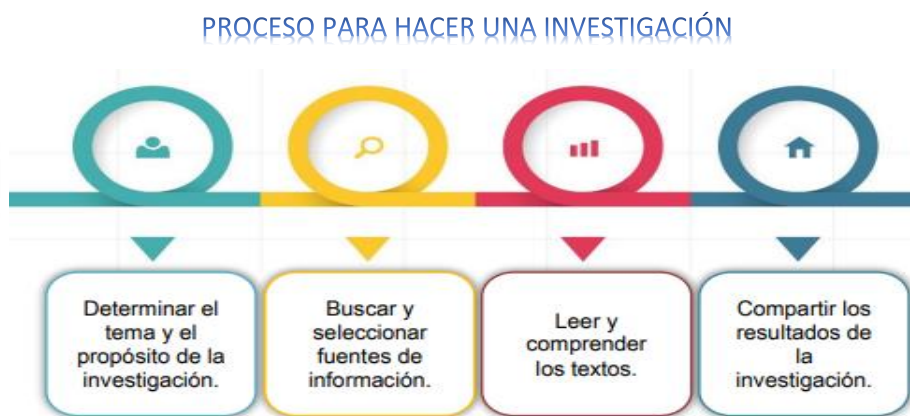 PROCESO PARA HACER UNA INVESTIGACIÓN
Determinar el
tema y el
propósito de la
investigación.
Buscar y
seleccionar
fuentes de
información.
Leer y
comprender
los textos.
Compartir los
resultados de
la
investigación.